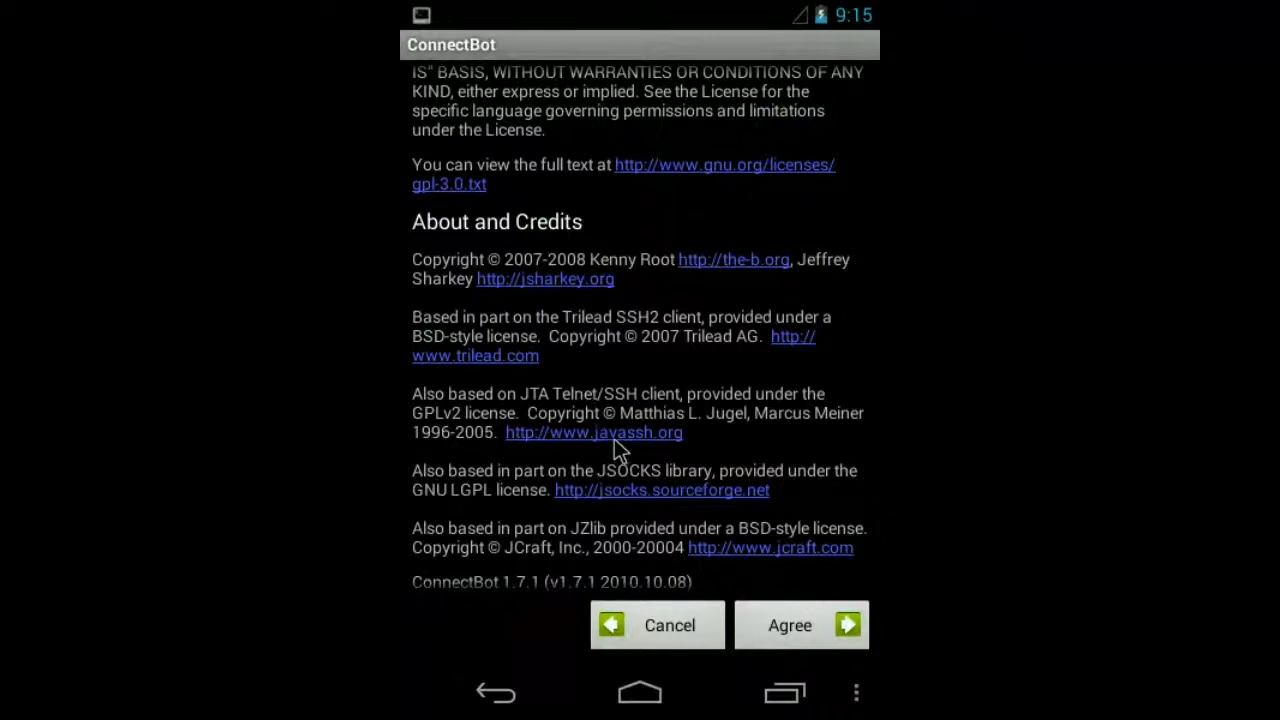 9:15
ConnectBot
IS" BASIS, WITHOUT WARRANTIES OR CONDITIONS OF ANY
KIND, either express or implied. See the License for the
specific language governing permissions and limitations
under the License.
You can view the full text at http://www.gnu.org/licenses/
gpl-3.0.txt
About and Credits
Copyright © 2007-2008 Kenny Root http://the-b.org, Jeffrey
Sharkey http://jsharkey.org
Based in part on the Trilead SSH2 client, provided under a
BSD-style license.  Copyright © 2007 Trilead AG.  http://
www.trilead.com
Also based on JTA Telnet/SSH client, provided under the
GPLv2 license.  Copyright © Matthias L. Jugel, Marcus Meiner
1996-2005.  http://www.javassh.org
Also based in part on the JSOCKS library, provided under the
GNU LGPL license. http://jsocks.sourceforge.net
Also based in part on JZlib provided under a BSD-style license.
Copyright © JCraft, Inc., 2000-20004 http://www.jcraft.com
ConnectBot 1.7.1 (v1.7.1 2010.10.08)
Cancel
Agree